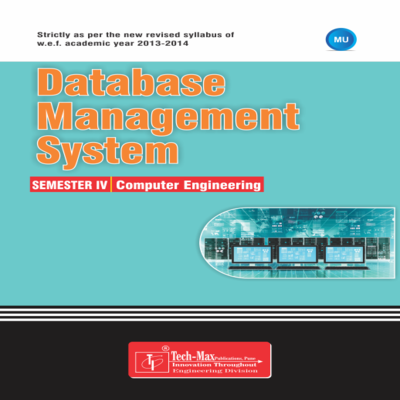 Strictly as per the new revised syllabus of
w.e.f. academic year 2013-2014
MU
Database
Management
System
SEMESTER IV | Computer Engineering
Tech-Max Publications, Pune
Innovation Throughout
Engineering Division